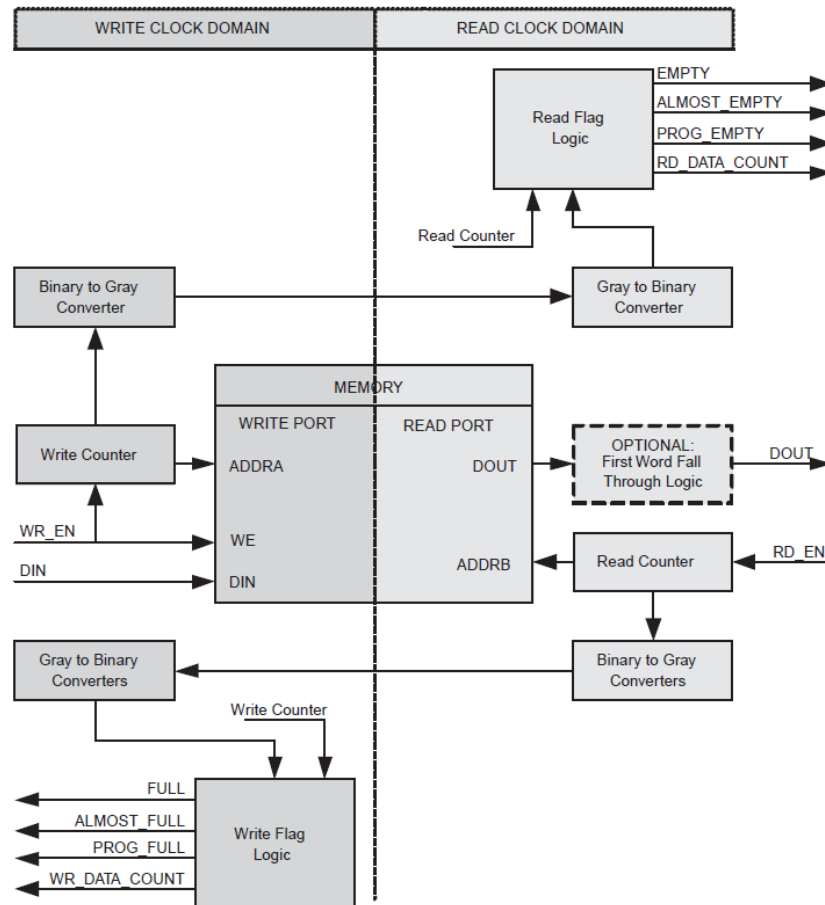 WRITE CLOCK DOMAIN
READ CLOCK DOMAIN
Read Flag
Logic
EMPTY
ALMOST_EMPTY
PROG_EMPTY
RD_DATA_COUNT
Read Counter
Binary to Gray
Converter
Gray to Binary
Converter
MEMORY
WRITE PORT
READ PORT
Write Counter
ADDRA
DOUT
OPTIONAL:
First Word Fall
Through Logic
DOUT
WR_EN
WE
DIN
DIN
ADDRB
Read Counter
RD_EN
Gray to Binary
Converters
Binary to Gray
Converters
Write Counter
FULL
ALMOST_FULL
PROG_FULL
WR_DATA_COUNT
Write Flag
Logic